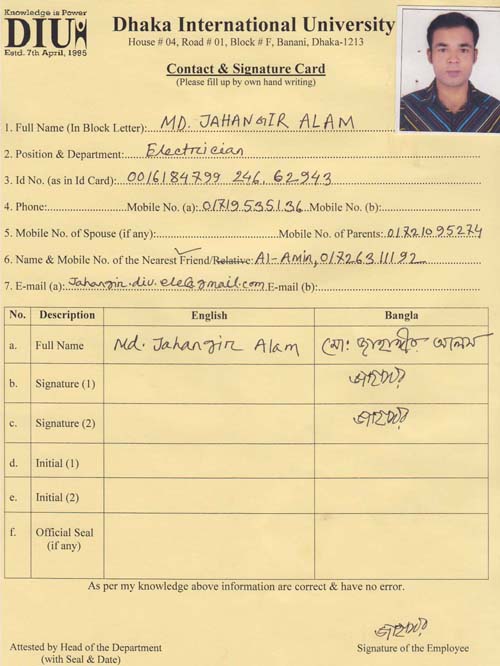 Knowledge is Power
DIU
Estd. 7th April, 1995
Dhaka International University
House # 04, Road # 01, Block # F, Banani, Dhaka-1213
Contact & Signature Card
(Please fill up by own hand writing)
1. Full Name (In Block Letter): MD. JAHANGIR ALAM
2. Position & Department: Electrician
3. Id No. (as in Id Card): 0016184799 246, 62943
4. Phone: Mobile No. (a): 01719535136 Mobile No. (b):
5. Mobile No. of Spouse (if any): Mobile No. of Parents: 01721095274
6. Name & Mobile No. of the Nearest Friend/Relative: Al-Amin, 01726311192
7. E-mail (a): Jahangir.diu.ele@gmail.com E-mail (b):
No. Description English Bangla
a. Full Name Md. Jahangir Alam মো: জাহাঙ্গীর আলম
b. Signature (1) জাহাঙ্গীর
c. Signature (2) জাহাঙ্গীর
d. Initial (1)
e. Initial (2)
f. Official Seal
(if any)
As per my knowledge above information are correct & have no error.
জাহাঙ্গীর
Attested by Head of the Department Signature of the Employee
(with Seal & Date)